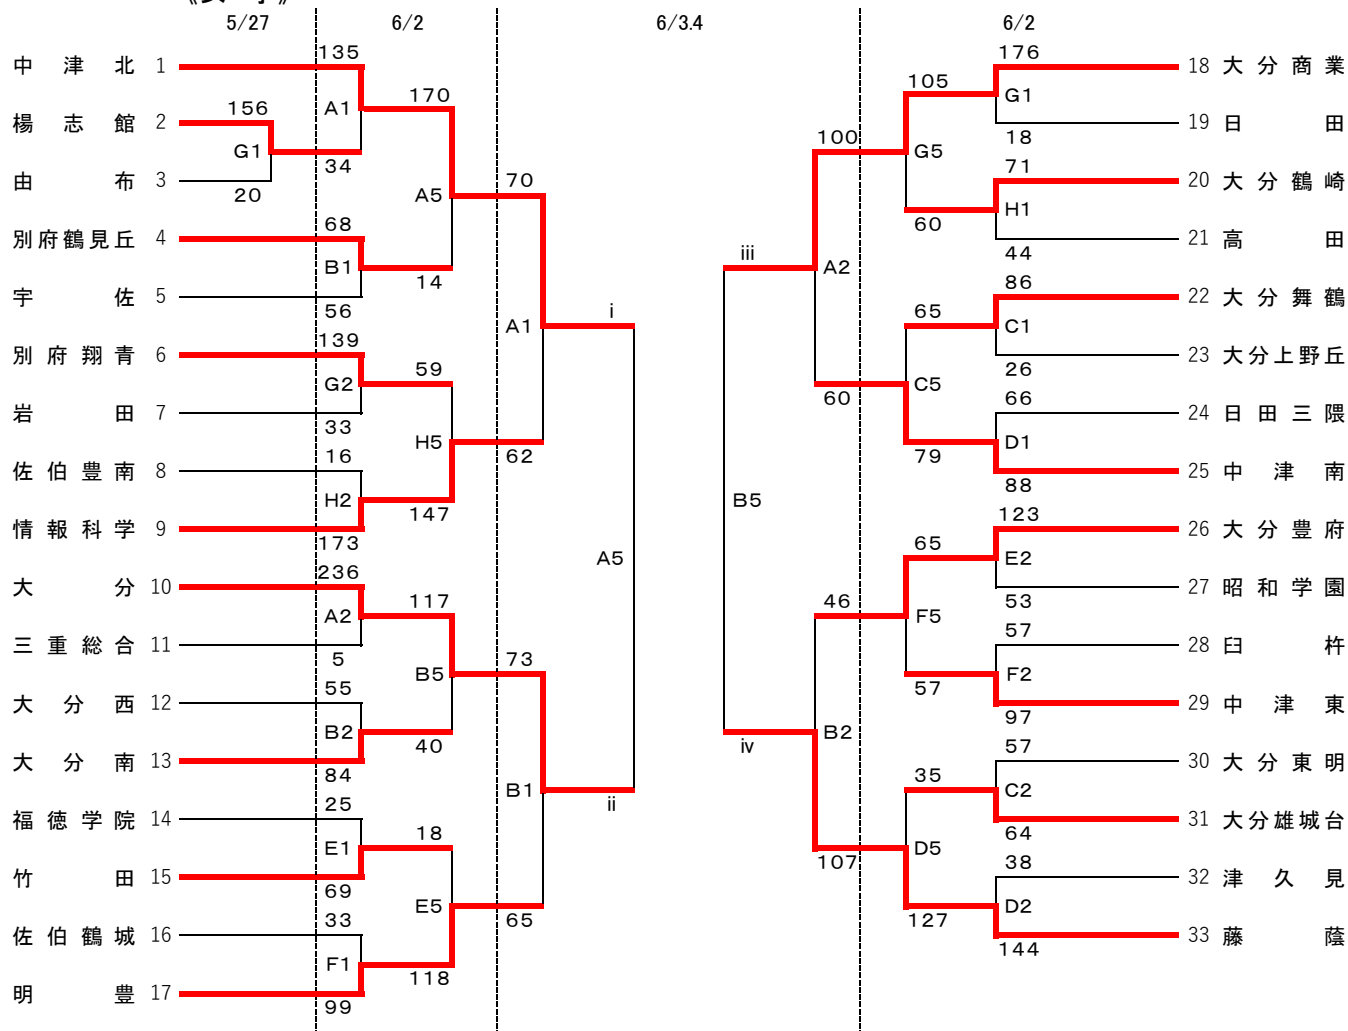 5/27 6/2 6/3.4 6/2
中津北 1 135
A1 170
楊志館 2 156
G1 34
由布 3 20
A5 70
別府鶴見丘 4 68
B1 14
宇佐 5 56
A1 i
別府翔青 6 139
G2 59
岩田 7 33
H5 62
佐伯豊南 8 16
H2 147
情報科学 9 173
A5
大分 10 236
A2 117
三重総合 11 5
B5 73
大分西 12 55
B2 40
大分南 13 84
B1 ii
福徳学院 14 25
E1 18
竹田 15 69
E5 65
佐伯鶴城 16 33
F1 118
明豊 17 99
176 18 大分商業
105 G1
18 19 日田
100 G5
71 20 大分鶴崎
60 H1
44 21 高田
iii A2
86 22 大分舞鶴
65 C1
26 23 大分上野丘
60 C5
66 24 日田三隈
79 D1
88 25 中津南
B5
123 26 大分豊府
65 E2
53 27 昭和学園
46 F5
57 28 臼杵
57 F2
97 29 中津東
iv B2
57 30 大分東明
35 C2
64 31 大分雄城台
107 D5
38 32 津久見
127 D2
144 33 藤蔭